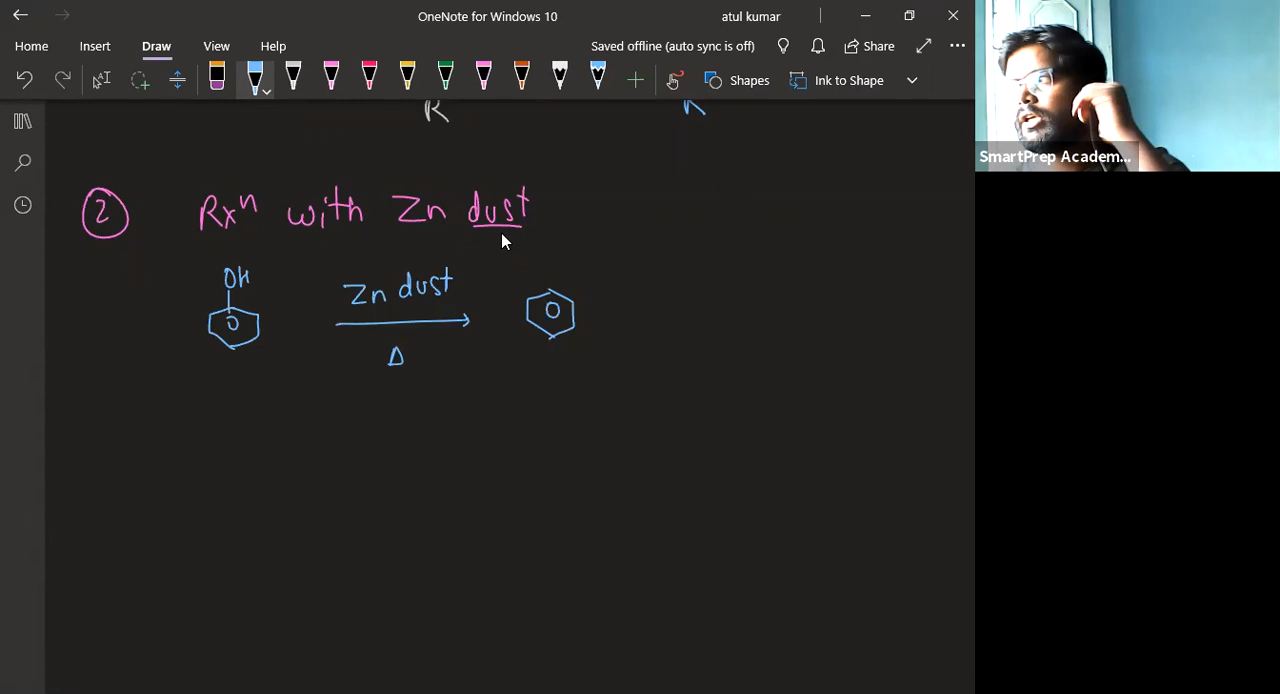 OneNote for Windows 10
atul kumar
Home Insert Draw View Help
Saved offline (auto sync is off)
Share
Shapes
Ink to Shape
SmartPrep Academ...
R R
2 Rxⁿ with Zn dust
OH
Zn dust
Δ